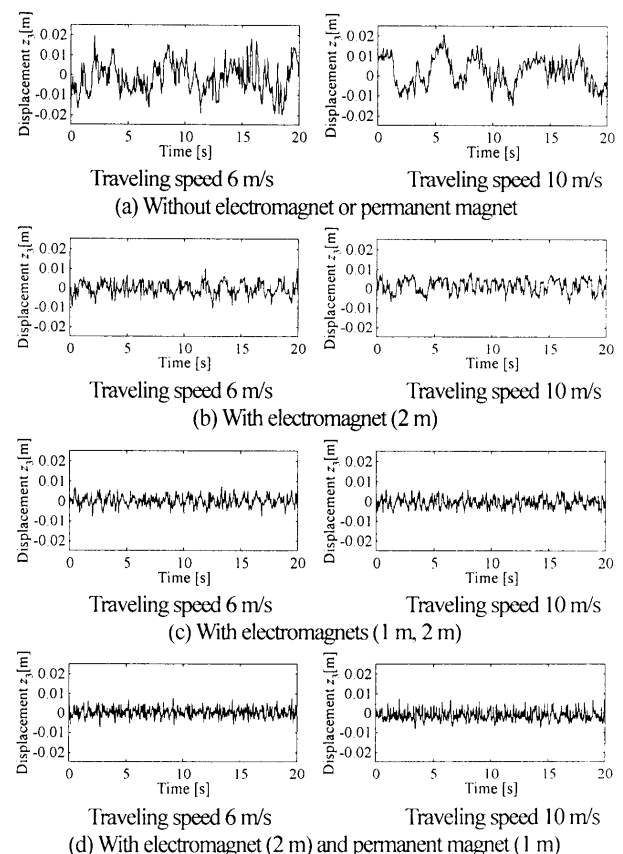 Displacement z₃[m]
0.02
0.01
0
-0.01
-0.02
0 5 10 15 20
Time [s]
Traveling speed 6 m/s
Displacement z₃[m]
0.02
0.01
0
-0.01
-0.02
0 5 10 15 20
Time [s]
Traveling speed 10 m/s
(a) Without electromagnet or permanent magnet
Displacement z₃[m]
0.02
0.01
0
-0.01
-0.02
0 5 10 15 20
Time [s]
Traveling speed 6 m/s
Displacement z₃[m]
0.02
0.01
0
-0.01
-0.02
0 5 10 15 20
Time [s]
Traveling speed 10 m/s
(b) With electromagnet (2 m)
Displacement z₃[m]
0.02
0.01
0
-0.01
-0.02
0 5 10 15 20
Time [s]
Traveling speed 6 m/s
Displacement z₃[m]
0.02
0.01
0
-0.01
-0.02
0 5 10 15 20
Time [s]
Traveling speed 10 m/s
(c) With electromagnets (1 m, 2 m)
Displacement z₃[m]
0.02
0.01
0
-0.01
-0.02
0 5 10 15 20
Time [s]
Traveling speed 6 m/s
Displacement z₃[m]
0.02
0.01
0
-0.01
-0.02
0 5 10 15 20
Time [s]
Traveling speed 10 m/s
(d) With electromagnet (2 m) and permanent magnet (1 m)